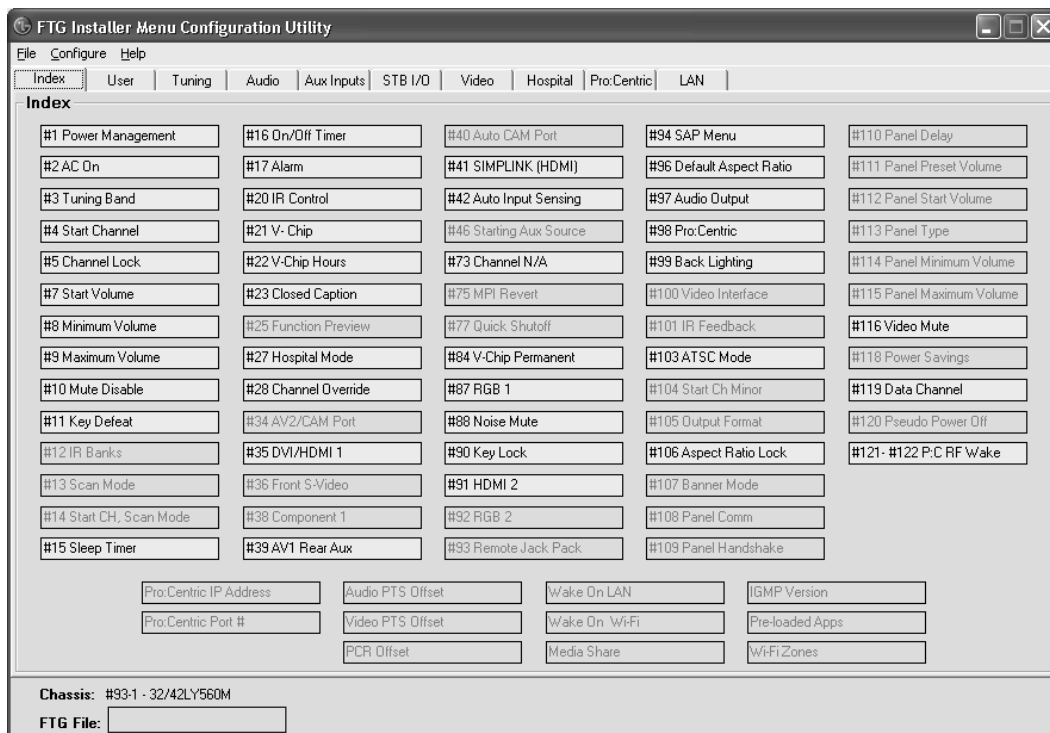 FTG Installer Menu Configuration Utility
File Configure Help
Index User Tuning Audio Aux Inputs STB I/O Video Hospital Pro:Centric LAN
Index
#1 Power Management #16 On/Off Timer #40 Auto CAM Port #94 SAP Menu #110 Panel Delay
#2 AC On #17 Alarm #41 SIMPLINK (HDMI) #96 Default Aspect Ratio #111 Panel Preset Volume
#3 Tuning Band #20 IR Control #42 Auto Input Sensing #97 Audio Output #112 Panel Start Volume
#4 Start Channel #21 V- Chip #46 Starting Aux Source #98 Pro:Centric #113 Panel Type
#5 Channel Lock #22 V-Chip Hours #73 Channel N/A #99 Back Lighting #114 Panel Minimum Volume
#7 Start Volume #23 Closed Caption #75 MPI Revert #100 Video Interface #115 Panel Maximum Volume
#8 Minimum Volume #25 Function Preview #77 Quick Shutoff #101 IR Feedback #116 Video Mute
#9 Maximum Volume #27 Hospital Mode #84 V-Chip Permanent #103 ATSC Mode #118 Power Savings
#10 Mute Disable #28 Channel Override #87 RGB 1 #104 Start Ch Minor #119 Data Channel
#11 Key Defeat #34 AV2/CAM Port #88 Noise Mute #105 Output Format #120 Pseudo Power Off
#12 IR Banks #35 DVI/HDMI 1 #90 Key Lock #106 Aspect Ratio Lock #121- #122 P:C RF Wake
#13 Scan Mode #36 Front S-Video #91 HDMI 2 #107 Banner Mode
#14 Start CH, Scan Mode #38 Component 1 #92 RGB 2 #108 Panel Comm
#15 Sleep Timer #39 AV1 Rear Aux #93 Remote Jack Pack #109 Panel Handshake
Pro:Centric IP Address Audio PTS Offset Wake On LAN IGMP Version
Pro:Centric Port # Video PTS Offset Wake On Wi-Fi Pre-loaded Apps
PCR Offset Media Share Wi-Fi Zones
Chassis: #93-1 - 32/42LY560M
FTG File: